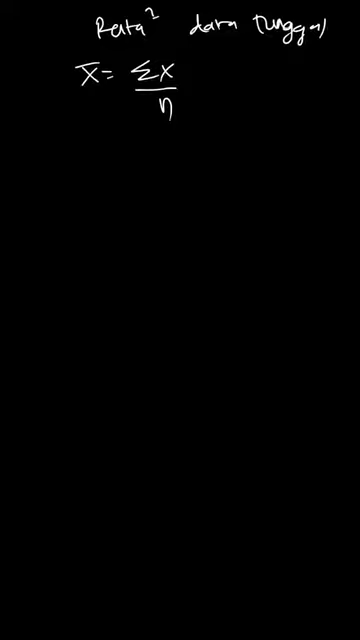 Rata² data tunggal
x̄ = Σx
n